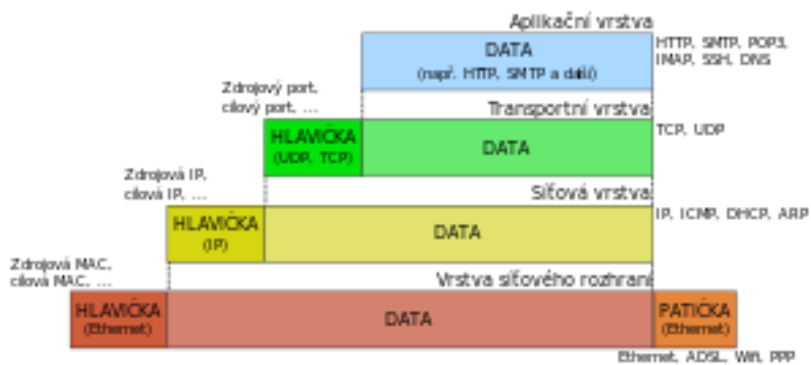 Aplikační vrstva
DATA
(např. HTTP, SMTP a další)
HTTP, SMTP, POP3,
IMAP, SSH, DNS
Zdrojový port,
cílový port, ...
Transportní vrstva
HLAVIČKA
(UDP, TCP)
DATA
TCP, UDP
Zdrojová IP,
cílová IP, ...
Síťová vrstva
HLAVIČKA
(IP)
DATA
IP, ICMP, DHCP, ARP
Zdrojová MAC,
cílová MAC, ...
Vrstva síťového rozhraní
HLAVIČKA
(Ethernet)
DATA
PATIČKA
(Ethernet)
Ethernet, ADSL, Wifi, PPP